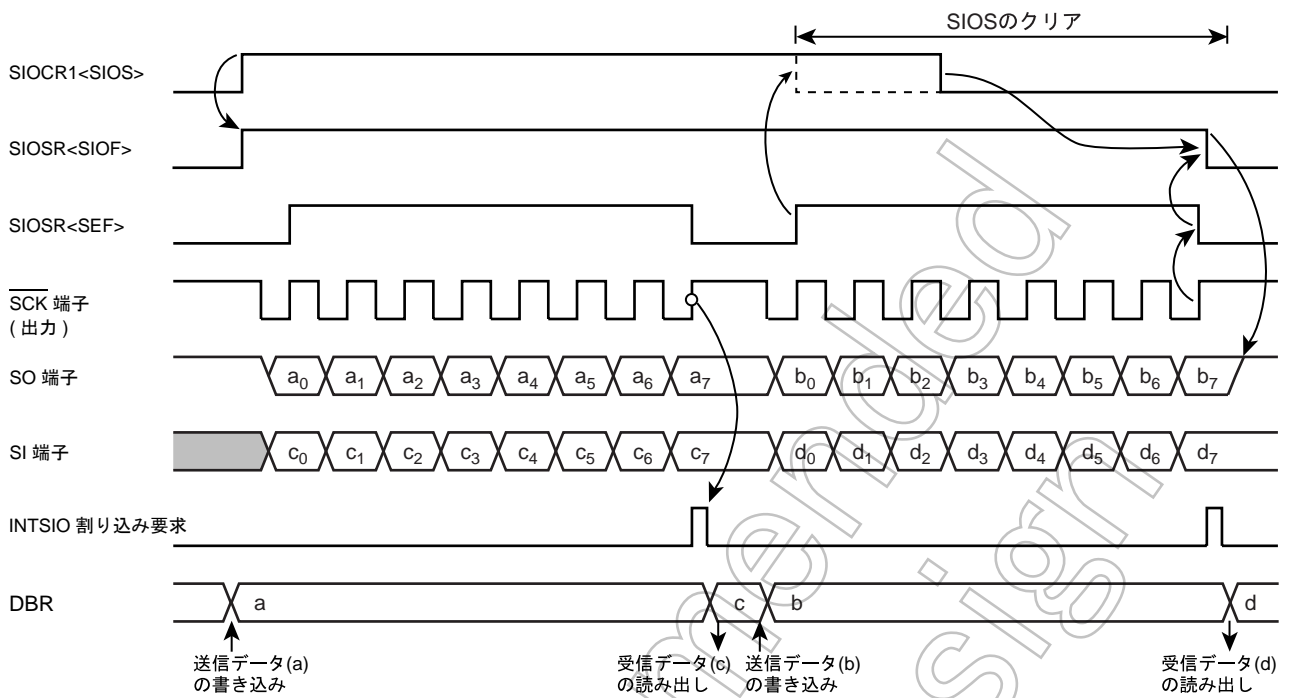 SIOSのクリア
SIOCR1<SIOS>
SIOSR<SIOF>
SIOSR<SEF>
SCK 端子
( 出力 )
SO 端子
a0 a1 a2 a3 a4 a5 a6 a7 b0 b1 b2 b3 b4 b5 b6 b7
SI 端子
c0 c1 c2 c3 c4 c5 c6 c7 d0 d1 d2 d3 d4 d5 d6 d7
INTSIO 割り込み要求
DBR
a c b d
送信データ(a)
の書き込み
受信データ(c)
の読み出し
送信データ(b)
の書き込み
受信データ(d)
の読み出し
mended
sign